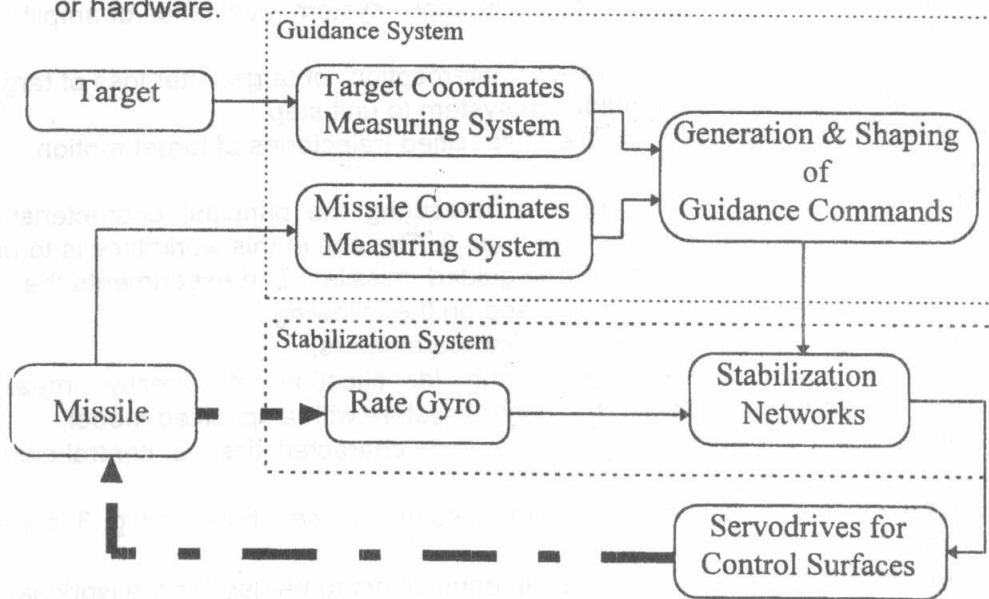 or hardware.
Guidance System
Target
Target Coordinates
Measuring System
Generation & Shaping
of
Guidance Commands
Missile Coordinates
Measuring System
Stabilization System
Missile
Rate Gyro
Stabilization
Networks
Servodrives for
Control Surfaces